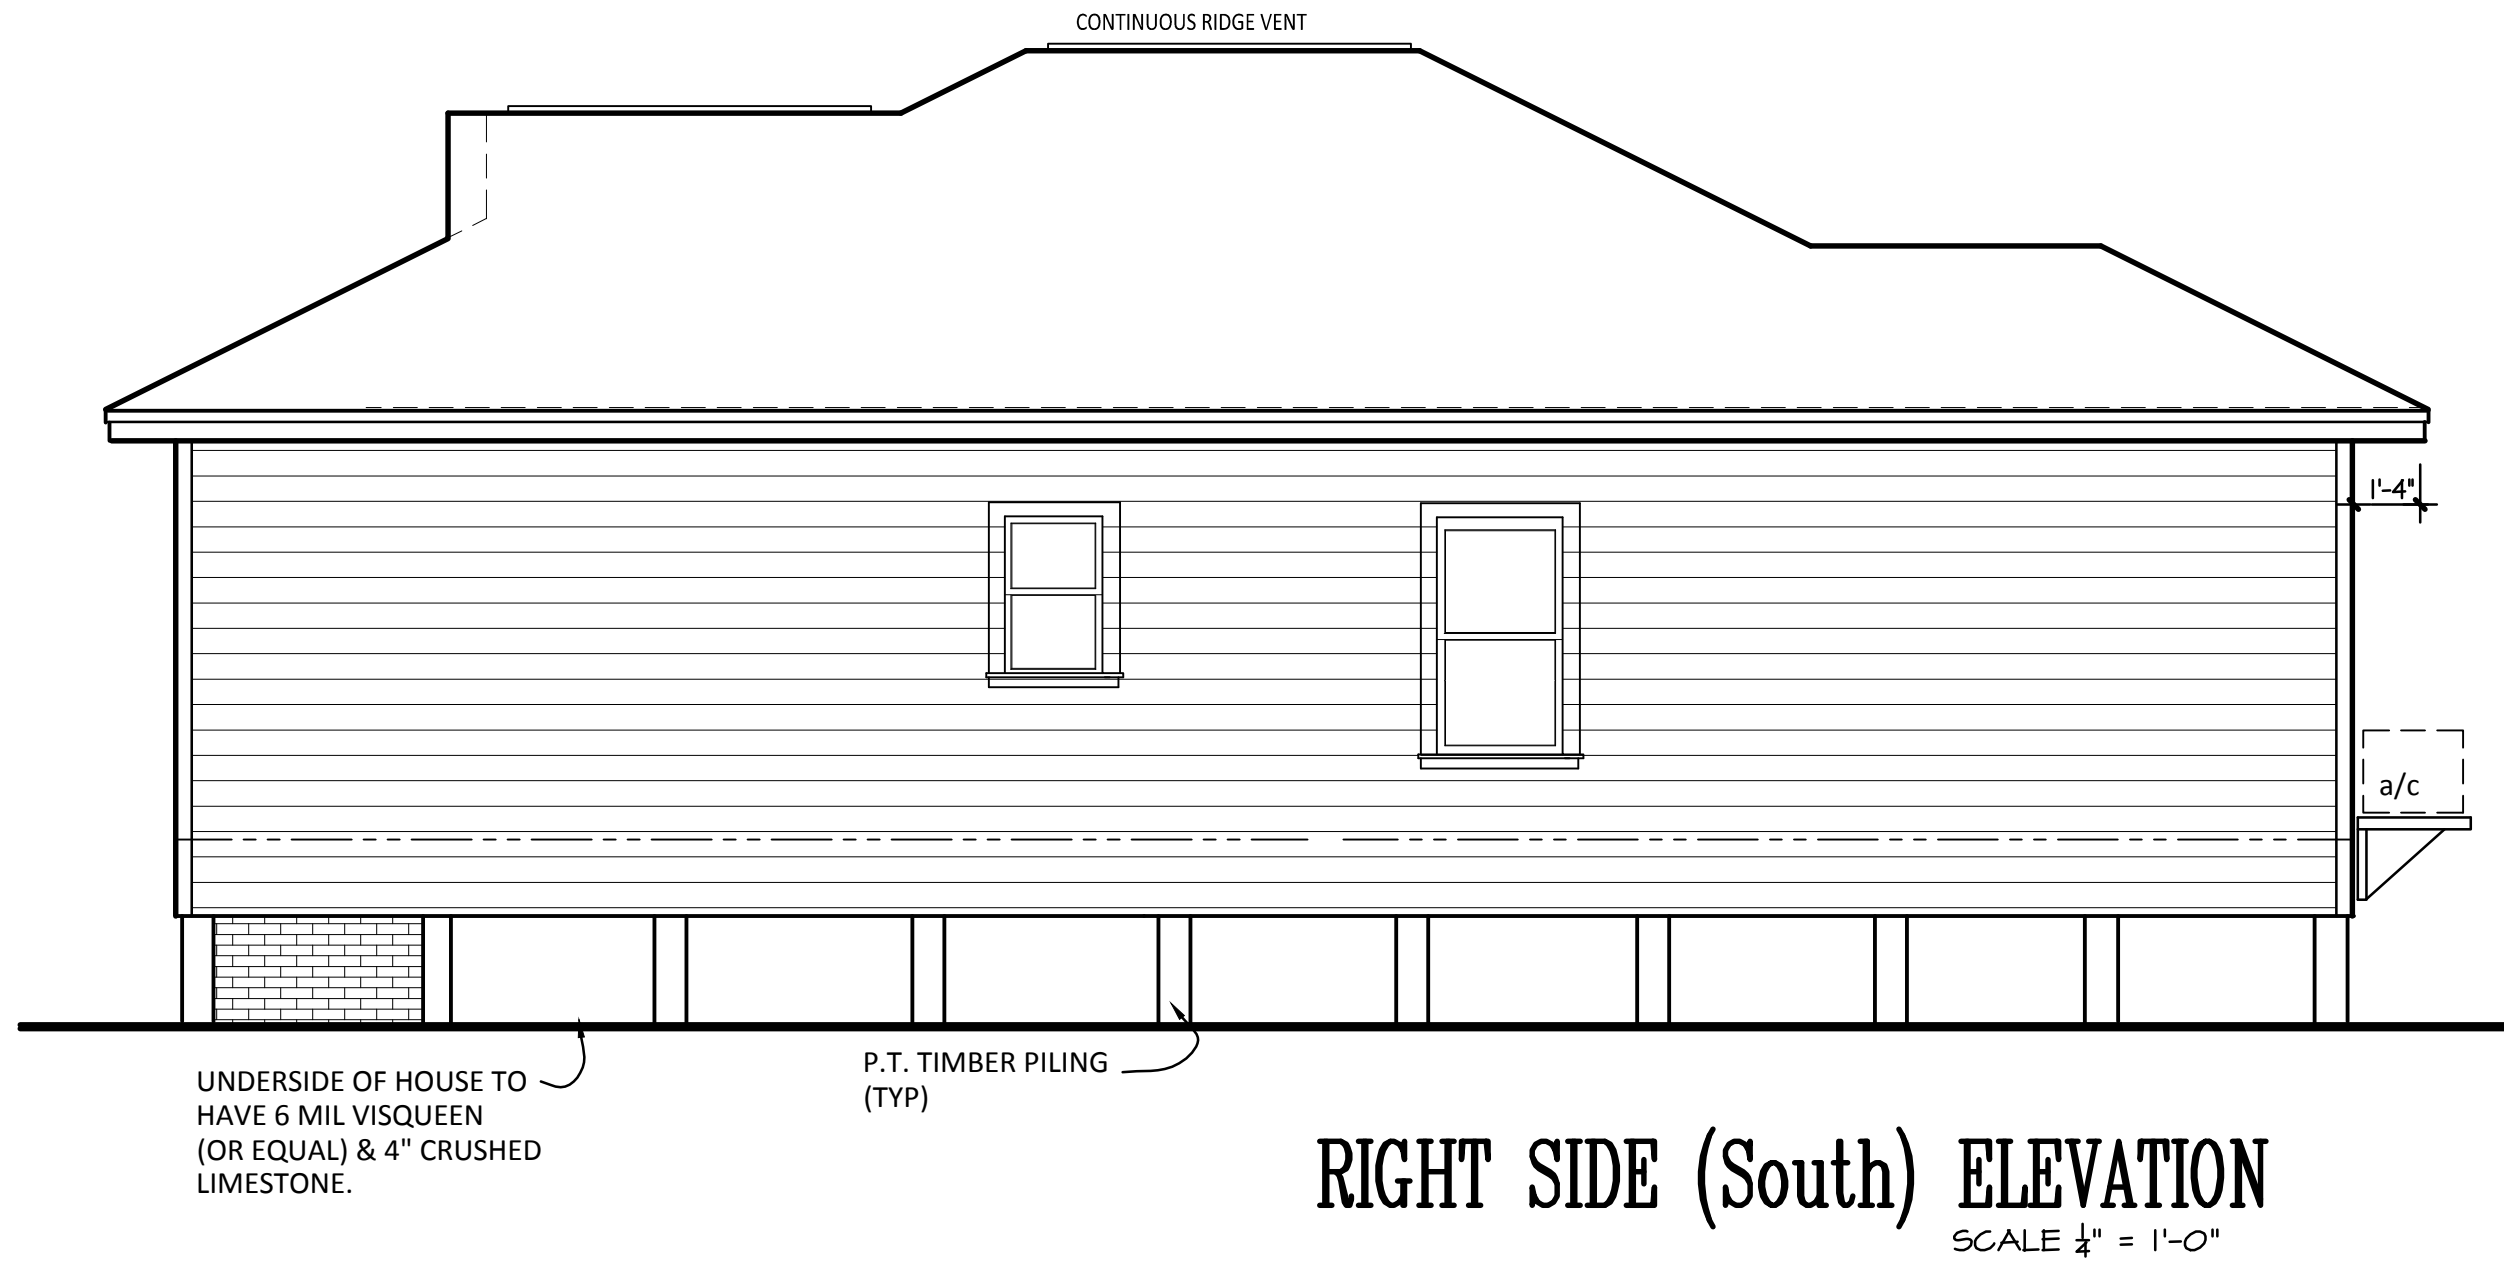 CONTINUOUS RIDGE VENT
1'-4"
a/c
UNDERSIDE OF HOUSE TO
HAVE 6 MIL VISQUEEN
(OR EQUAL) & 4" CRUSHED
LIMESTONE.
P.T. TIMBER PILING
(TYP)
RIGHT SIDE (South) ELEVATION
SCALE ¼" = 1'-0"